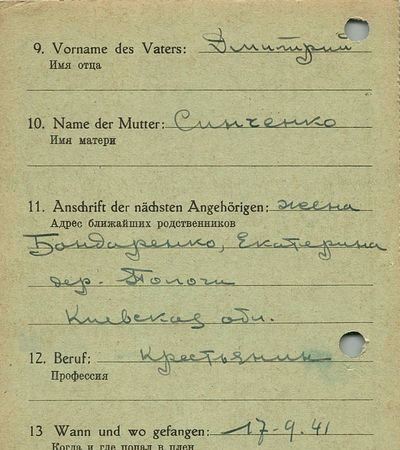 9. Vorname des Vaters: Дмитрий
Имя отца
10. Name der Mutter: Синченко
Имя матери
11. Anschrift der nächsten Angehörigen: жена
Адрес ближайших родственников
Бондаренко, Екатерина
дер. Пологи
Киевская обл.
12. Beruf: Крестьянин
Профессия
13 Wann und wo gefangen: 17-9.41
Когда и где попал в плен